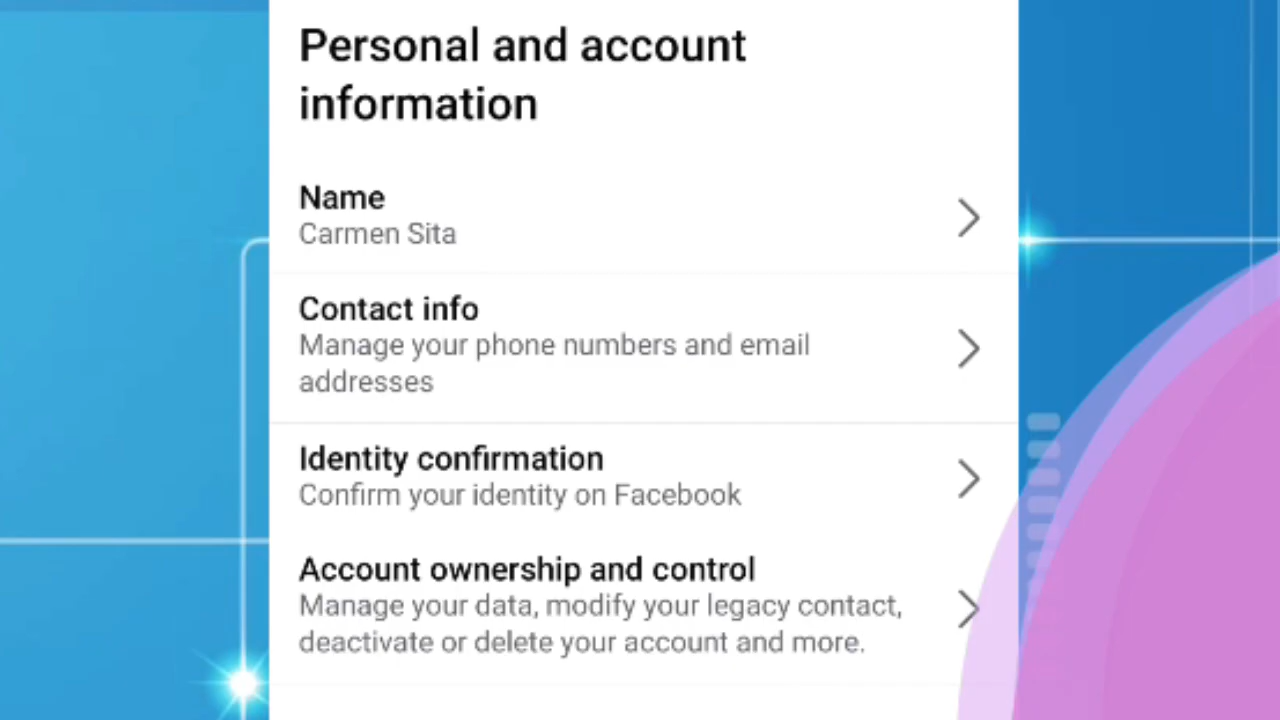 Personal and account
information
Name
Carmen Sita
Contact info
Manage your phone numbers and email
addresses
Identity confirmation
Confirm your identity on Facebook
Account ownership and control
Manage your data, modify your legacy contact,
deactivate or delete your account and more.